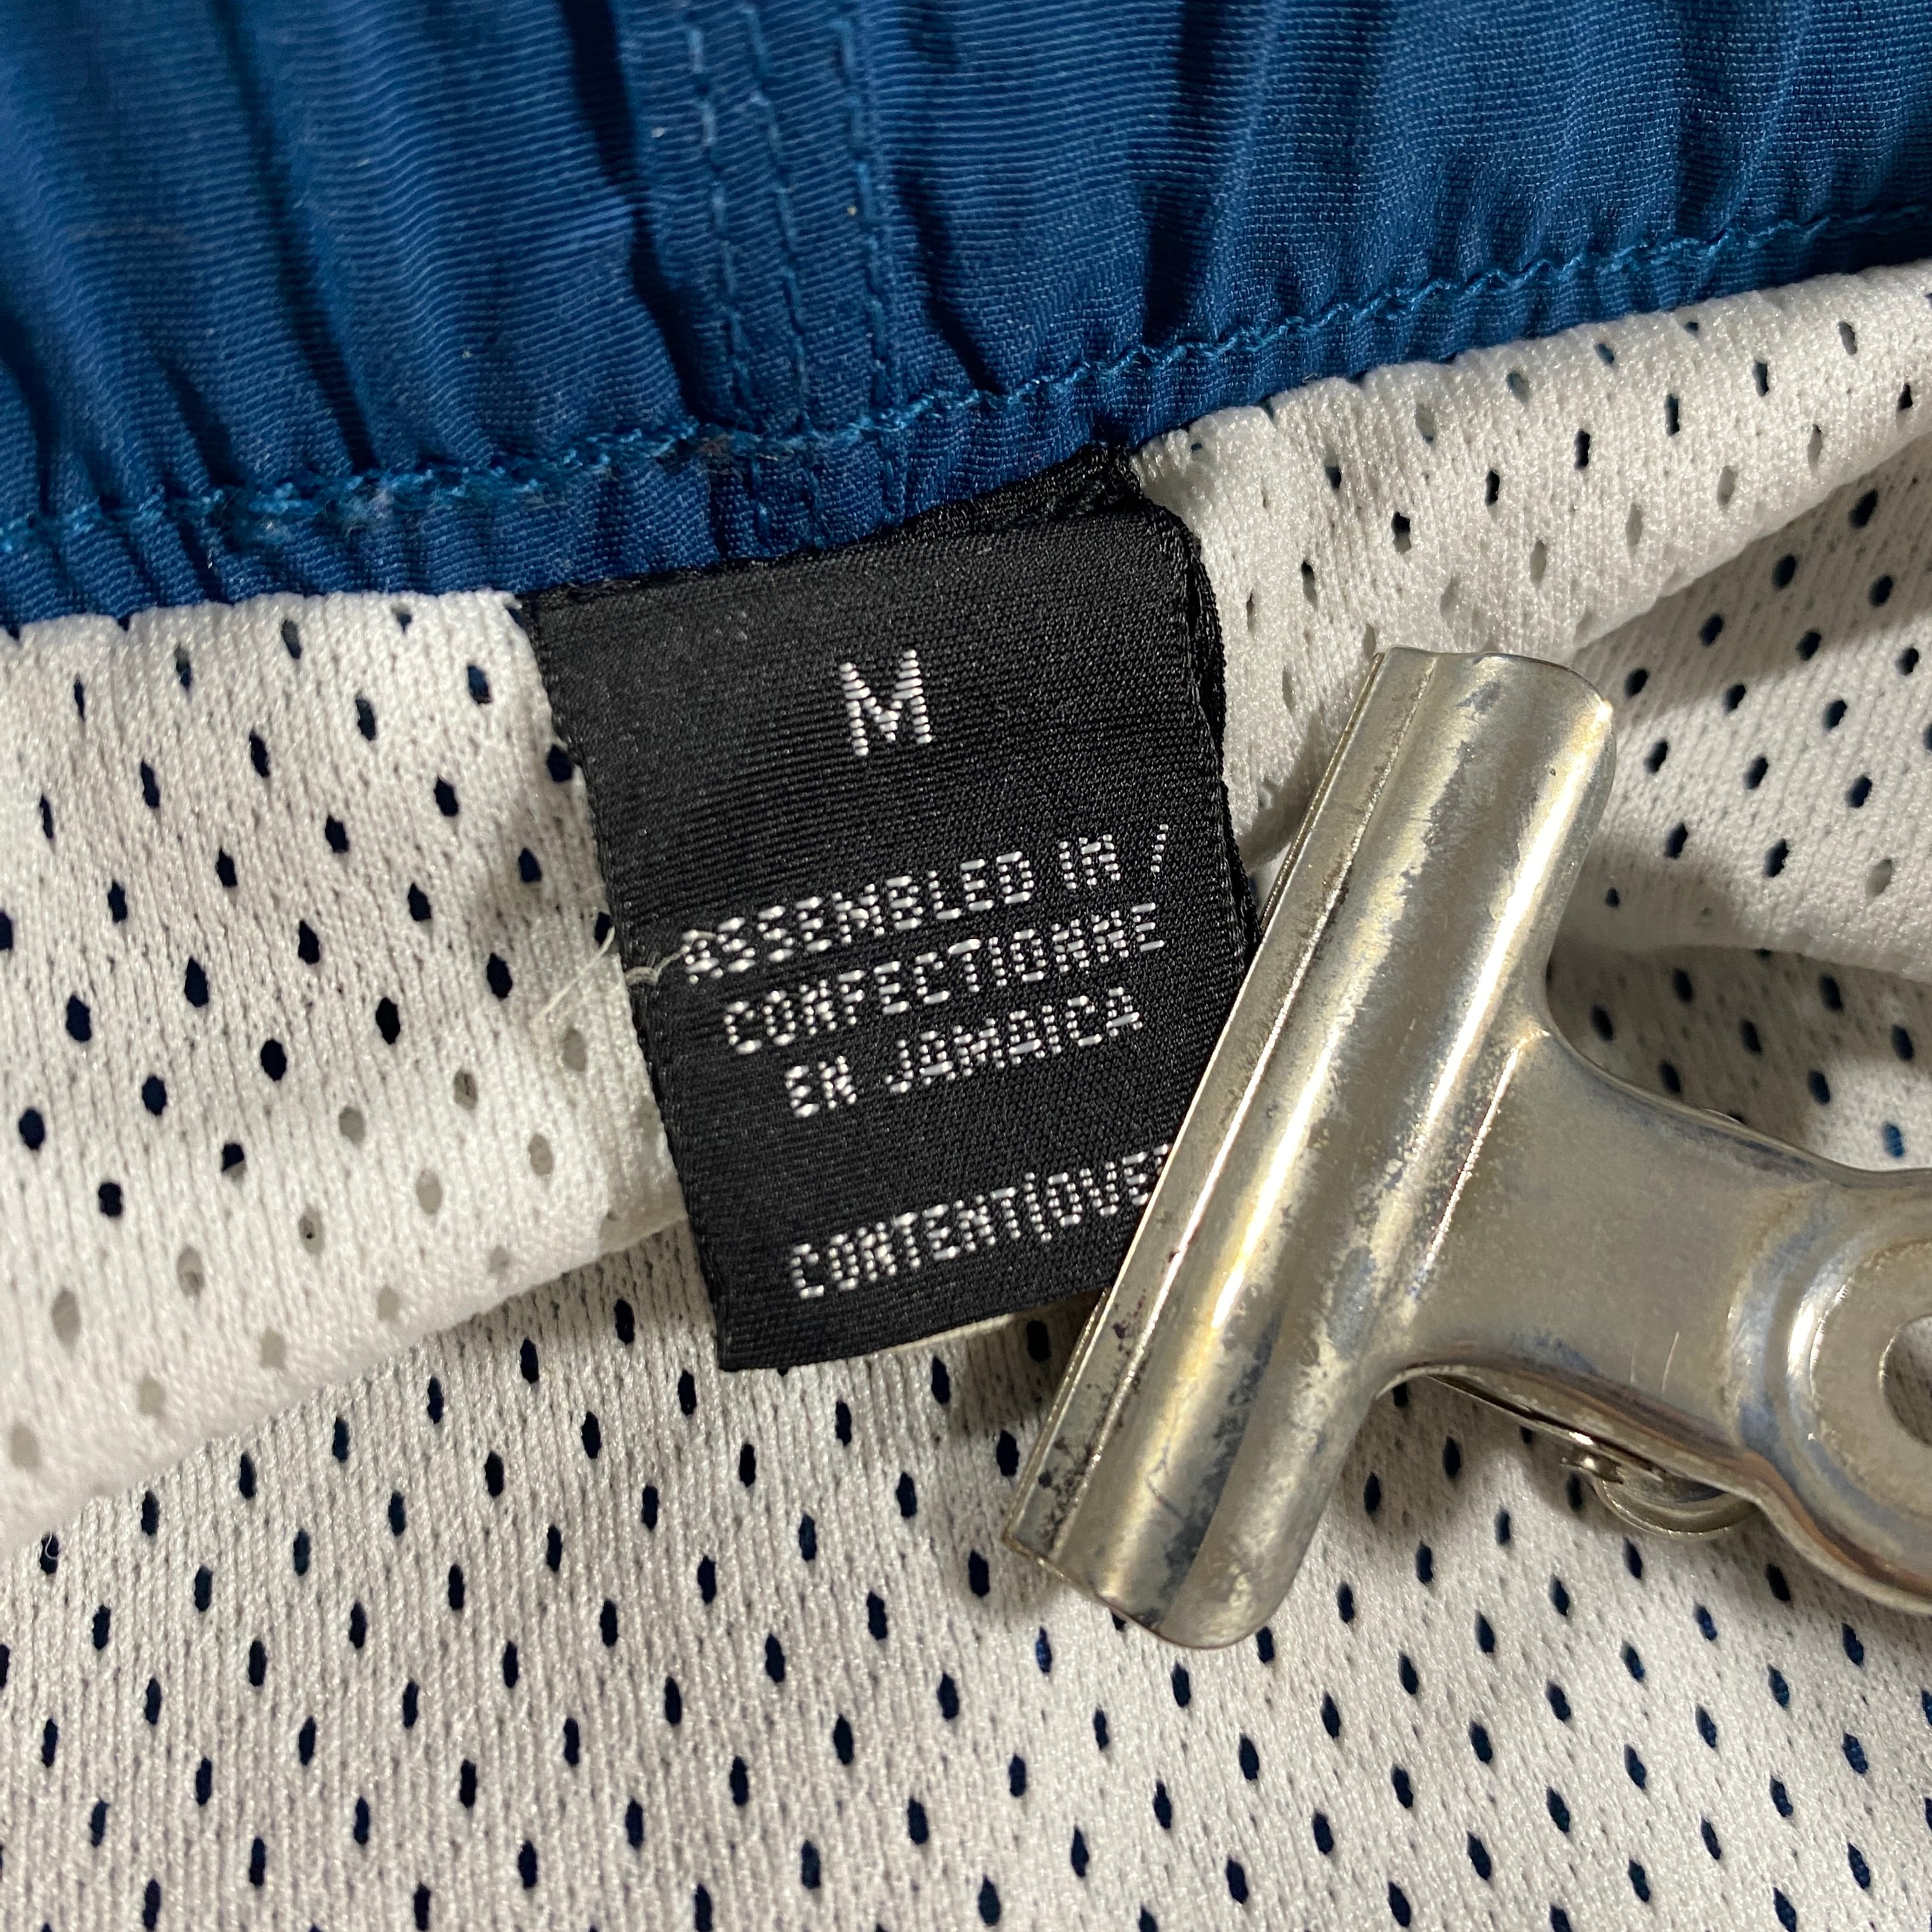 M
ASSEMBLED IN /
CONFECTIONNE
EN JAMAICA
CONTENT(OVE